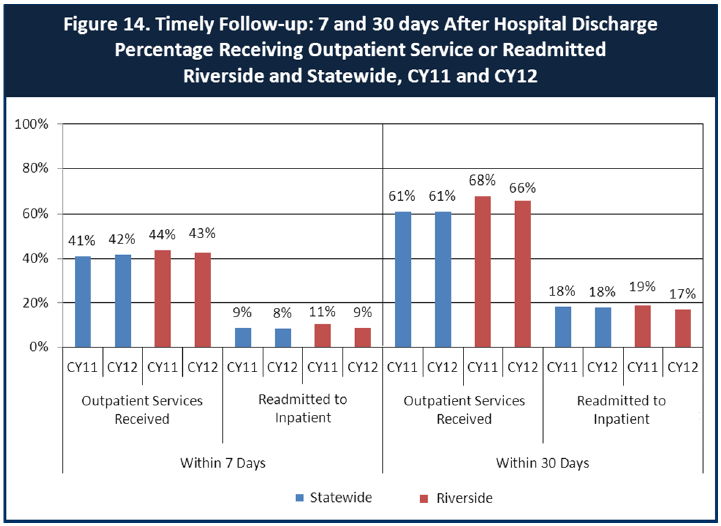 Figure 14. Timely Follow-up: 7 and 30 days After Hospital Discharge
Percentage Receiving Outpatient Service or Readmitted
Riverside and Statewide, CY11 and CY12
100%
80%
60%
40%
20%
0%
41%
42%
44%
43%
9%
8%
11%
9%
61%
61%
68%
66%
18%
18%
19%
17%
CY11 CY12 CY11 CY12 CY11 CY12 CY11 CY12 CY11 CY12 CY11 CY12 CY11 CY12 CY11 CY12
Outpatient Services
Received
Readmitted to
Inpatient
Outpatient Services
Received
Readmitted to
Inpatient
Within 7 Days
Within 30 Days
Statewide
Riverside